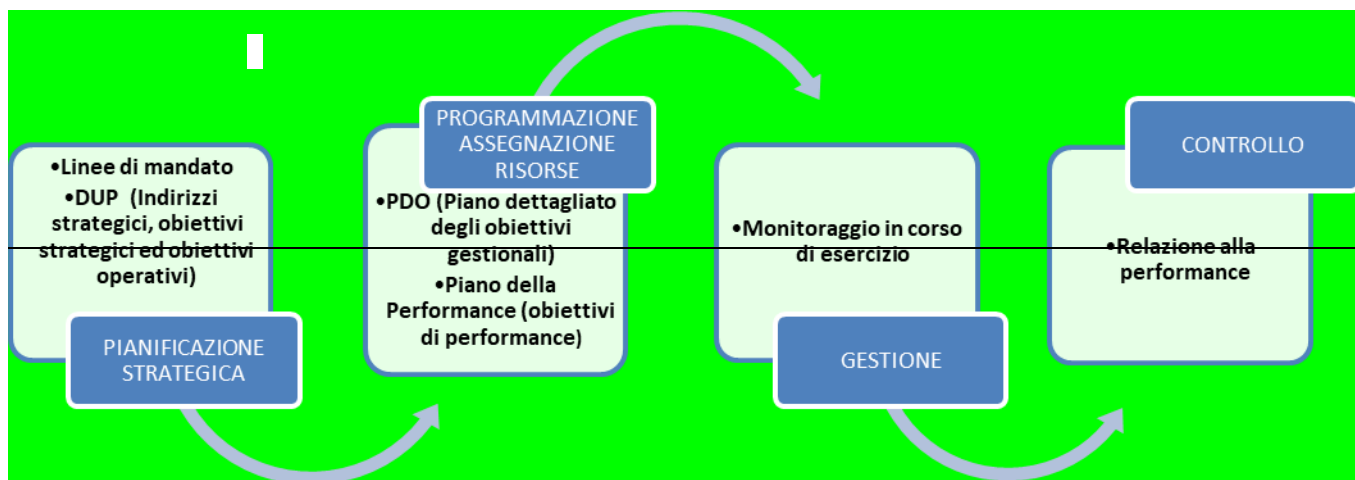 •Linee di mandato
•DUP (Indirizzi
strategici, obiettivi
strategici ed obiettivi
operativi)
PIANIFICAZIONE
STRATEGICA
PROGRAMMAZIONE
ASSEGNAZIONE
RISORSE
•PDO (Piano dettagliato
degli obiettivi
gestionali)
•Piano della
Performance (obiettivi
di performance)
•Monitoraggio in corso
di esercizio
GESTIONE
CONTROLLO
•Relazione alla
performance